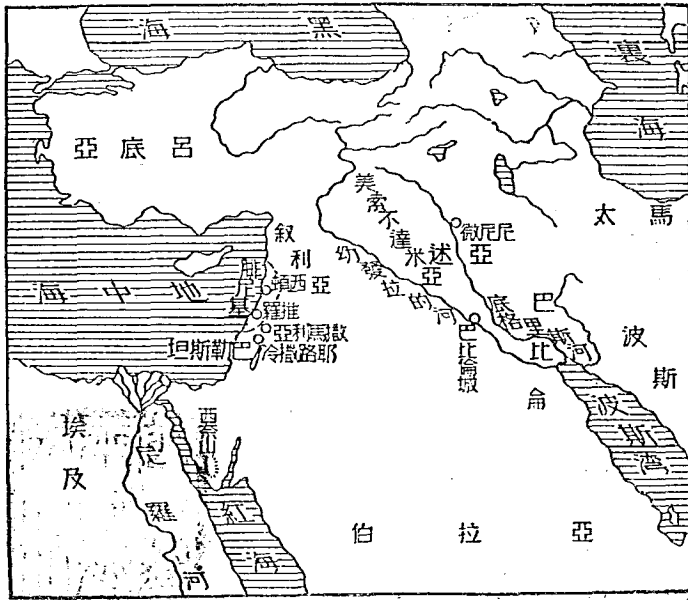 黑海
裏海
呂底亞
馬太
美索不達米亞
尼尼微
亞述
敘利亞
幼發拉的河
腓尼基
西頓
地中海
推羅
底格里斯河
巴比倫
撒馬利亞
耶路撒冷
巴勒斯坦
巴比倫城
波斯
波斯灣
埃及
尼羅河
西奈山
紅海
亞拉伯